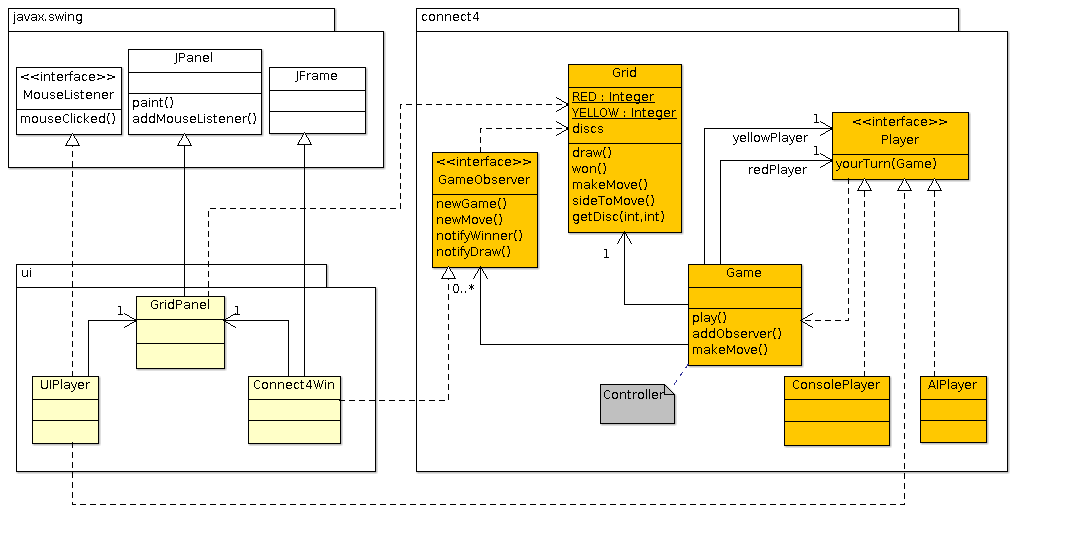 javax.swing
<<interface>>
MouseListener
mouseClicked()
JPanel
paint()
addMouseListener()
JFrame
connect4
Grid
RED : Integer
YELLOW : Integer
discs
draw()
won()
makeMove()
sideToMove()
getDisc(int,int)
<<interface>>
GameObserver
newGame()
newMove()
notifyWinner()
notifyDraw()
1
yellowPlayer
1
redPlayer
<<interface>>
Player
yourTurn(Game)
1
0..*
Game
play()
addObserver()
makeMove()
Controller
ConsolePlayer
AIPlayer
ui
GridPanel
1
1
UIPlayer
Connect4Win